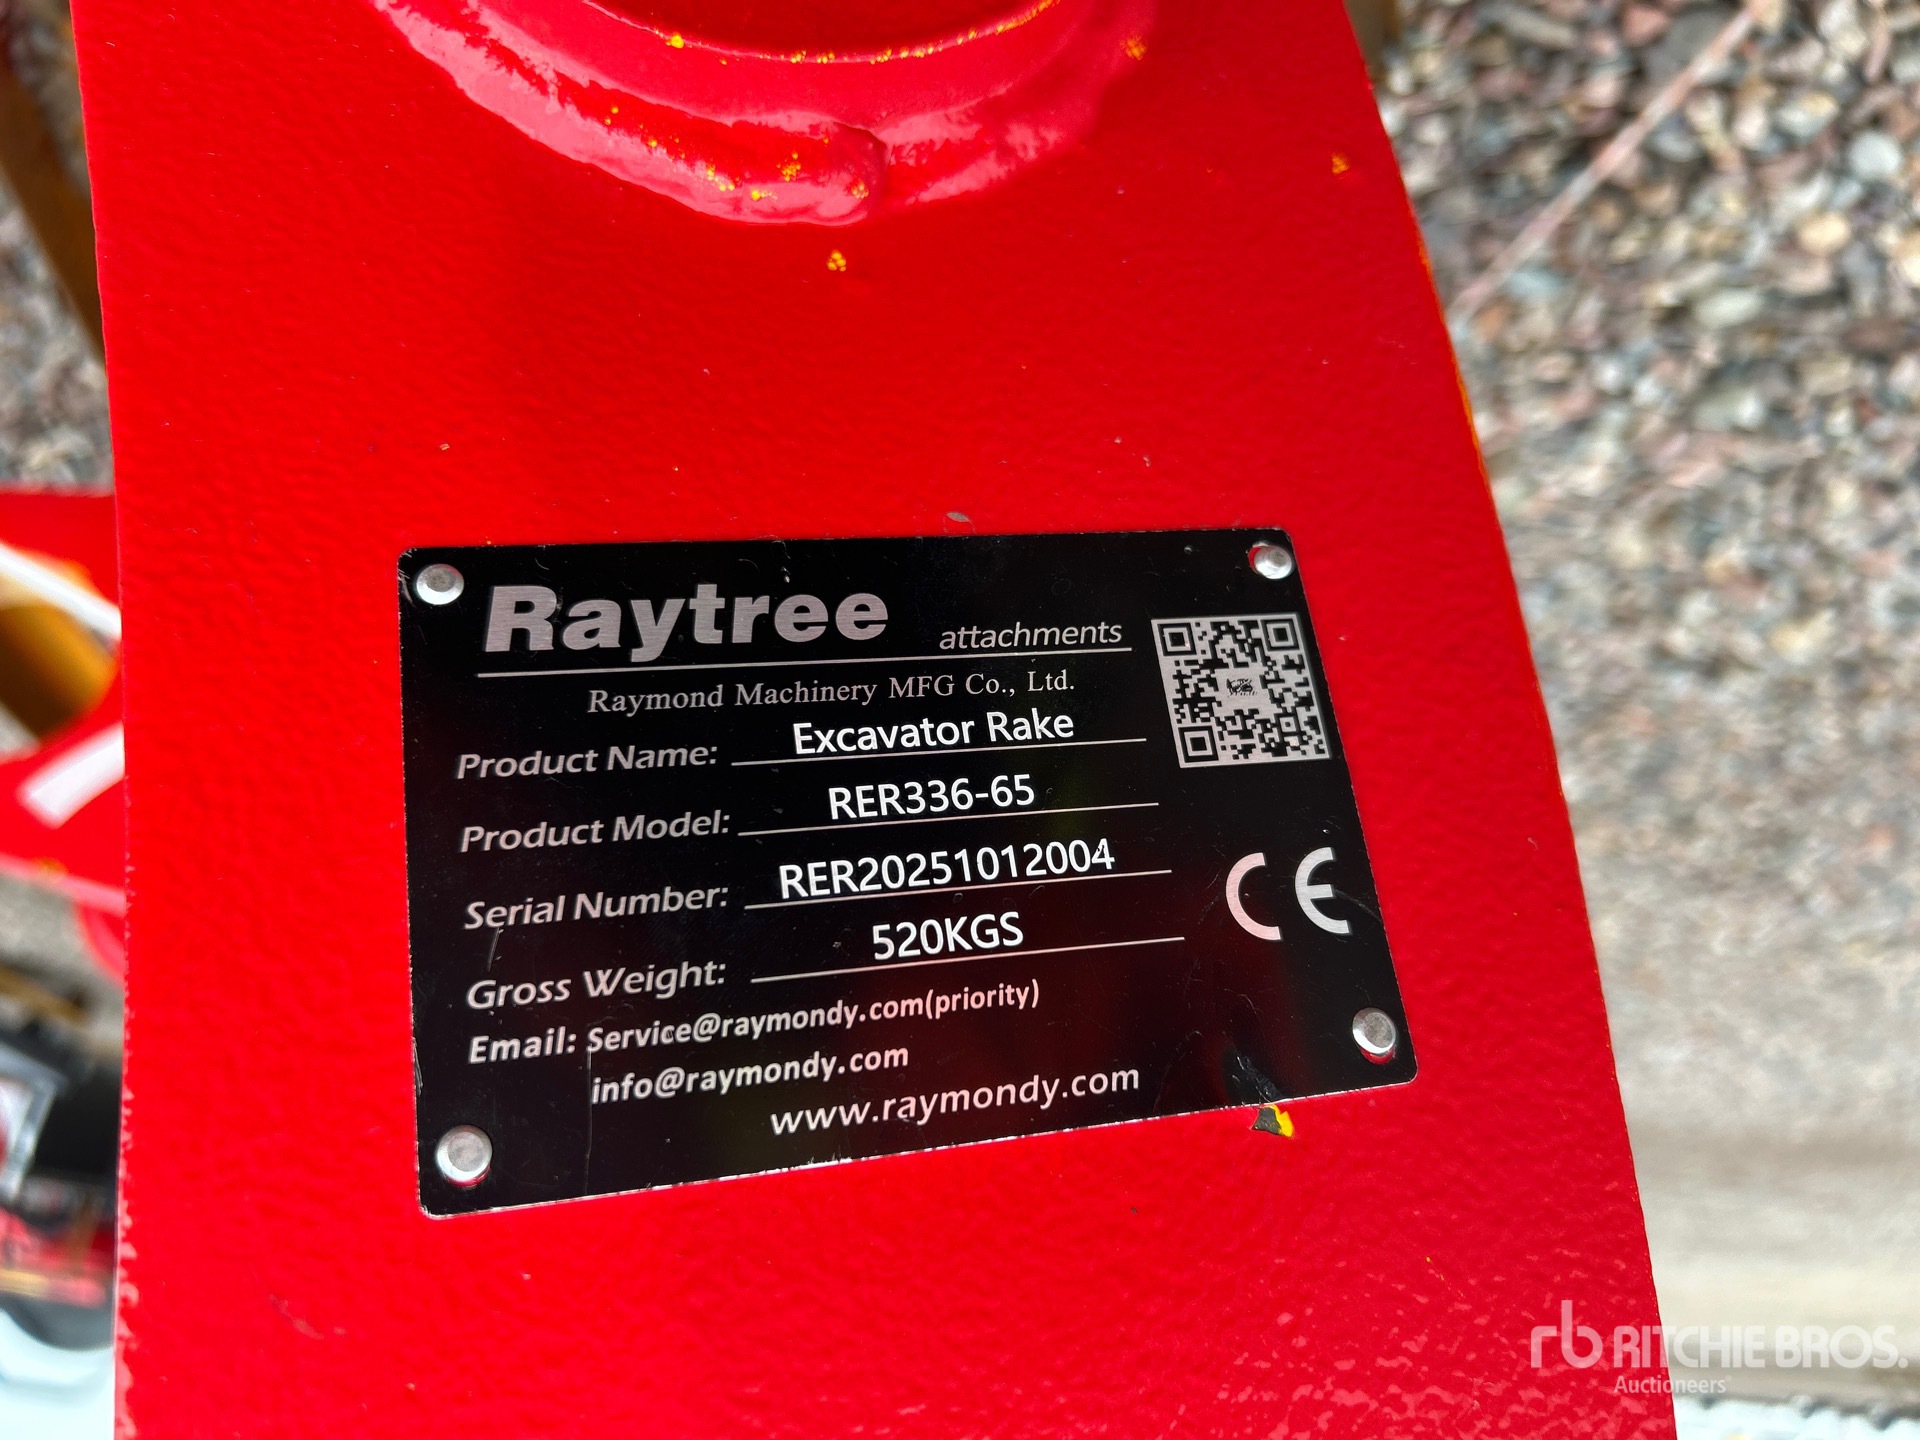 Raytree
attachments
Raymond Machinery MFG Co., Ltd.
Product Name: Excavator Rake
Product Model: RER336-65
Serial Number: RER20251012004
Gross Weight: 520KGS
CE
Email: Service@raymondy.com(priority)
info@raymondy.com
www.raymondy.com
rb RITCHIE BROS.
Auctioneers